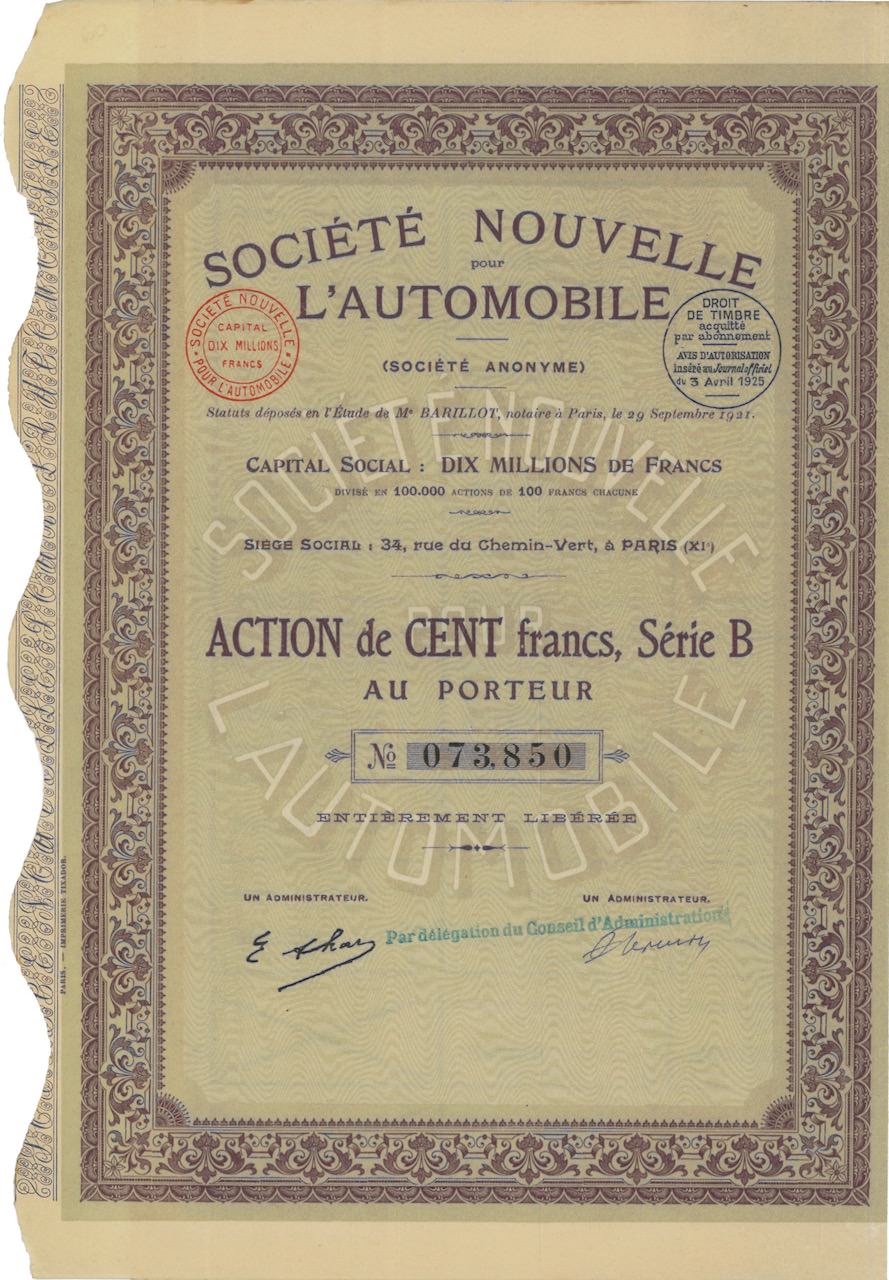 SOCIÉTÉ NOUVELLE
pour
L'AUTOMOBILE
SOCIÉTÉ NOUVELLE
CAPITAL
DIX MILLIONS
FRANCS
POUR L'AUTOMOBILE
DROIT
DE TIMBRE
acquitté
par abonnement
AVIS D'AUTORISATION
inséré au Journal officiel
du 3 Avril 1925
(SOCIÉTÉ ANONYME)
Statuts déposés en l'Étude de Me BARILLOT, notaire à Paris, le 29 Septembre 1921.
CAPITAL SOCIAL : DIX MILLIONS DE FRANCS
DIVISÉ EN 100.000 ACTIONS DE 100 FRANCS CHACUNE
SIÈGE SOCIAL : 34, rue du Chemin-Vert, à PARIS (XIe)
SOCIÉTÉ NOUVELLE
POUR
L'AUTOMOBILE
ACTION de CENT francs, Série B
AU PORTEUR
No 073,850
ENTIÈREMENT LIBÉRÉE
UN ADMINISTRATEUR.
UN ADMINISTRATEUR.
Par délégation du Conseil d'Administration
PARIS. — IMPRIMERIE TIXADOR.